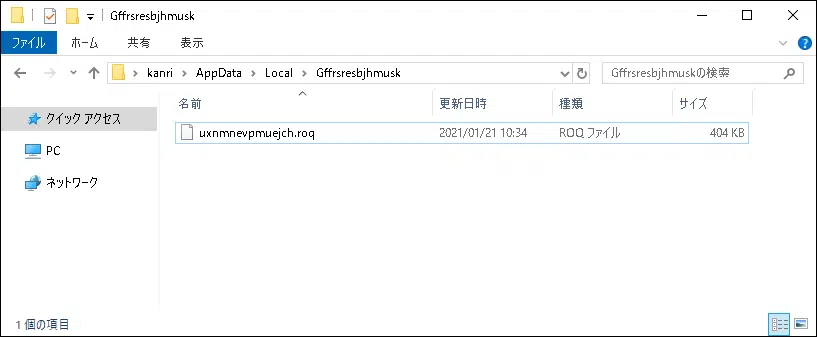 Gffrsresbjhmusk
ファイル ホーム 共有 表示
kanri AppData Local Gffrsresbjhmusk Gffrsresbjhmuskの検索
名前 更新日時 種類 サイズ
クイック アクセス
uxnmnevpmuejch.roq 2021/01/21 10:34 ROQ ファイル 404 KB
PC
ネットワーク
1 個の項目